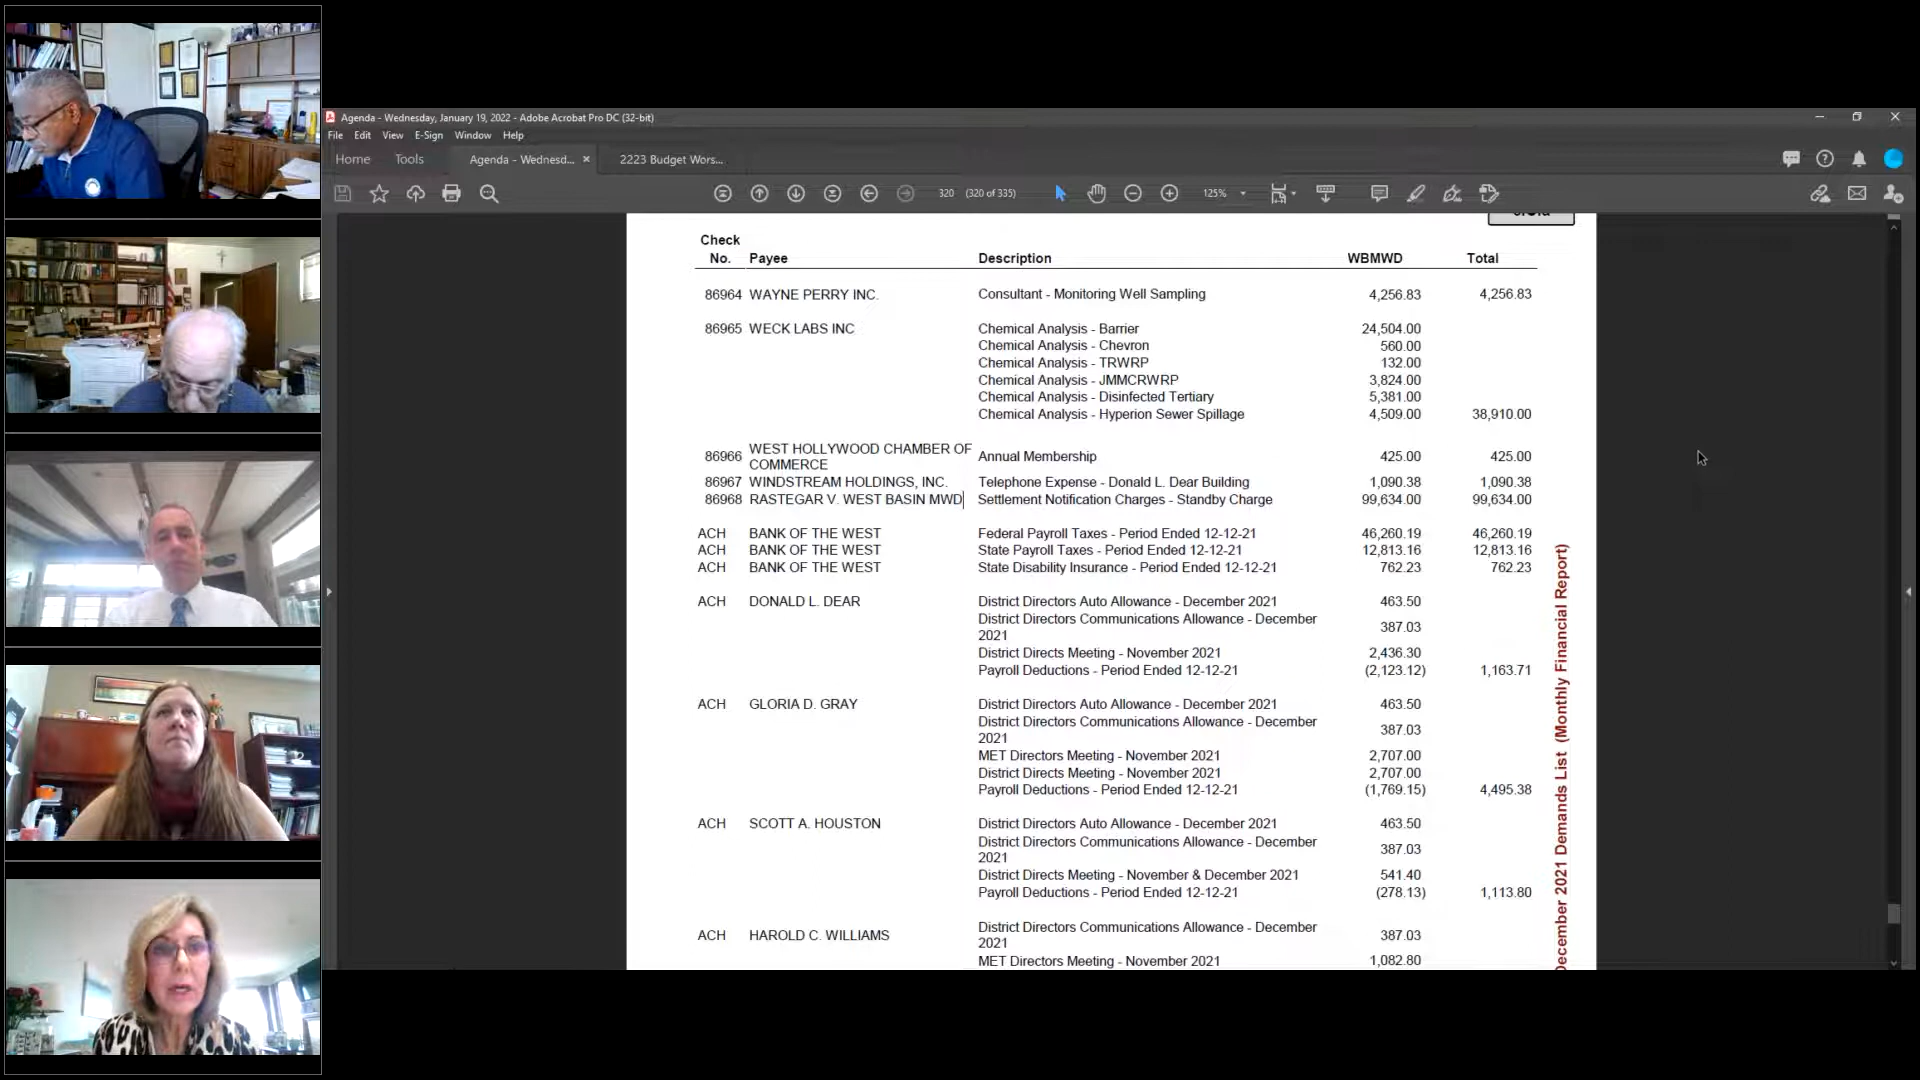 Agenda - Wednesday, January 19, 2022 - Adobe Acrobat Pro DC (32-bit)
File Edit View E-Sign Window Help
Home Tools Agenda - Wednesd... × 2223 Budget Wors...
320 (320 of 335) 125%
Check
No. Payee Description WBMWD Total
86964 WAYNE PERRY INC. Consultant - Monitoring Well Sampling 4,256.83 4,256.83
86965 WECK LABS INC Chemical Analysis - Barrier 24,504.00
Chemical Analysis - Chevron 560.00
Chemical Analysis - TRWRP 132.00
Chemical Analysis - JMMCRWRP 3,824.00
Chemical Analysis - Disinfected Tertiary 5,381.00
Chemical Analysis - Hyperion Sewer Spillage 4,509.00 38,910.00
WEST HOLLYWOOD CHAMBER OF
86966 COMMERCE Annual Membership 425.00 425.00
86967 WINDSTREAM HOLDINGS, INC. Telephone Expense - Donald L. Dear Building 1,090.38 1,090.38
86968 RASTEGAR V. WEST BASIN MWD Settlement Notification Charges - Standby Charge 99,634.00 99,634.00
ACH BANK OF THE WEST Federal Payroll Taxes - Period Ended 12-12-21 46,260.19 46,260.19
ACH BANK OF THE WEST State Payroll Taxes - Period Ended 12-12-21 12,813.16 12,813.16
ACH BANK OF THE WEST State Disability Insurance - Period Ended 12-12-21 762.23 762.23
ACH DONALD L. DEAR District Directors Auto Allowance - December 2021 463.50
District Directors Communications Allowance - December
2021 387.03
District Directs Meeting - November 2021 2,436.30
Payroll Deductions - Period Ended 12-12-21 (2,123.12) 1,163.71
ACH GLORIA D. GRAY District Directors Auto Allowance - December 2021 463.50
District Directors Communications Allowance - December
2021 387.03
MET Directors Meeting - November 2021 2,707.00
District Directs Meeting - November 2021 2,707.00
Payroll Deductions - Period Ended 12-12-21 (1,769.15) 4,495.38
ACH SCOTT A. HOUSTON District Directors Auto Allowance - December 2021 463.50
District Directors Communications Allowance - December
2021 387.03
District Directs Meeting - November & December 2021 541.40
Payroll Deductions - Period Ended 12-12-21 (278.13) 1,113.80
ACH HAROLD C. WILLIAMS District Directors Communications Allowance - December
2021 387.03
MET Directors Meeting - November 2021 1,082.80
December 2021 Demands List (Monthly Financial Report)